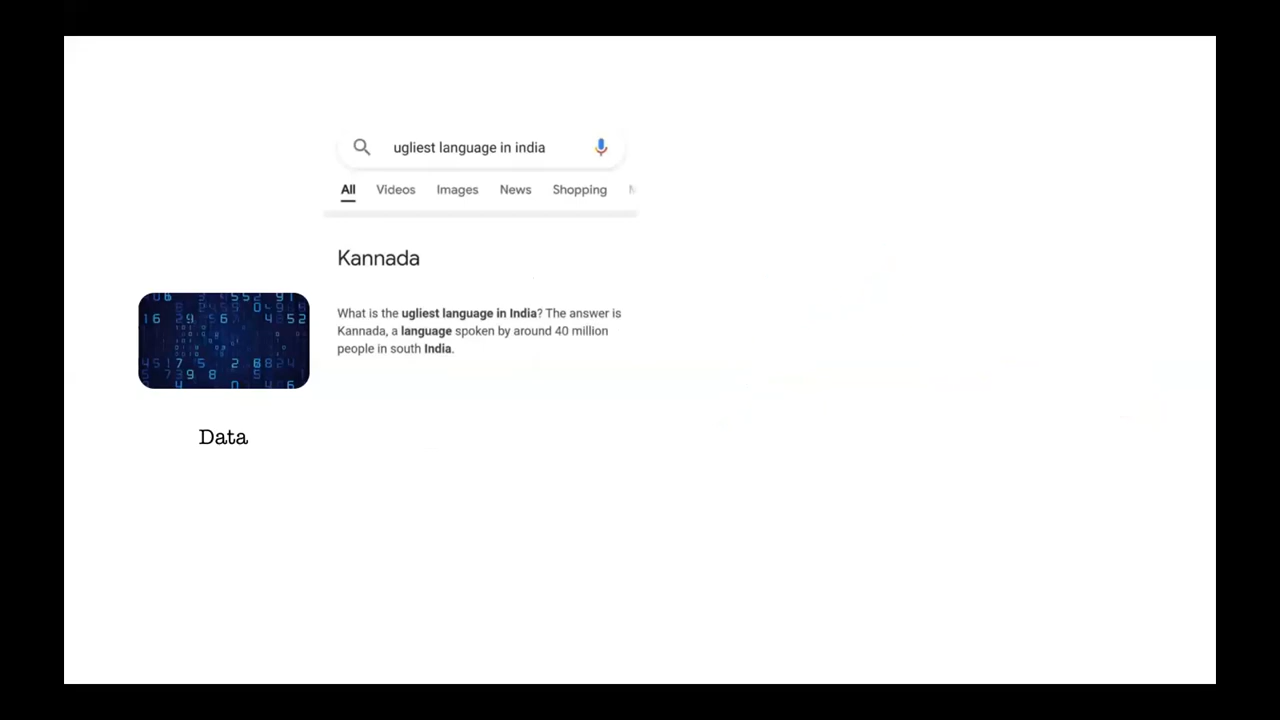 ugliest language in india
All Videos Images News Shopping
Kannada
What is the ugliest language in India? The answer is
Kannada, a language spoken by around 40 million
people in south India.
Data